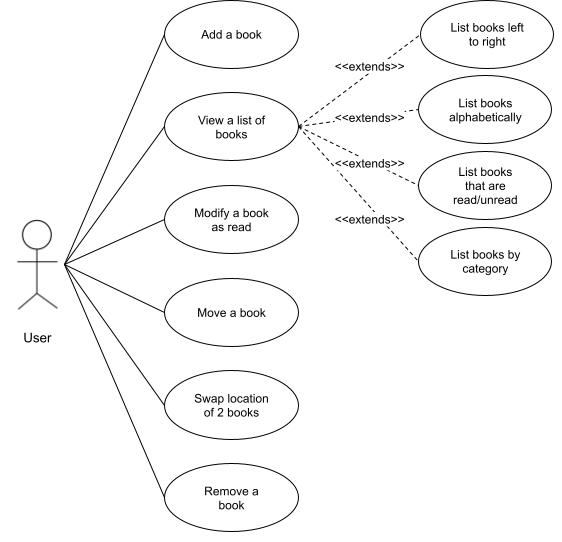 Add a book
View a list of
books
Modify a book
as read
Move a book
Swap location
of 2 books
Remove a
book
User
<<extends>>
<<extends>>
<<extends>>
<<extends>>
List books left
to right
List books
alphabetically
List books
that are
read/unread
List books by
category